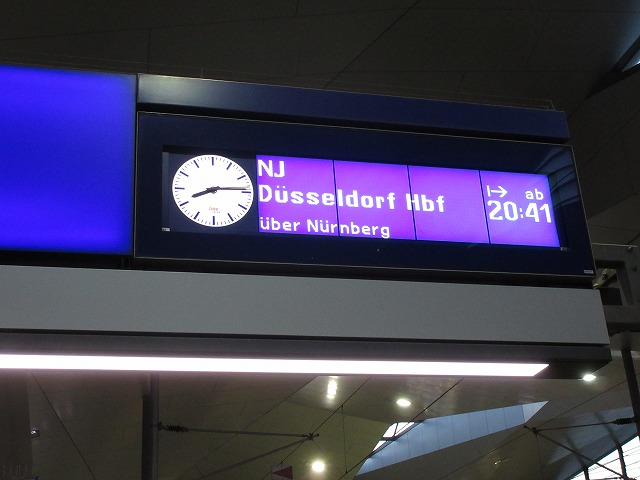 NJ
Düsseldorf Hbf
über Nürnberg
ab
20:41